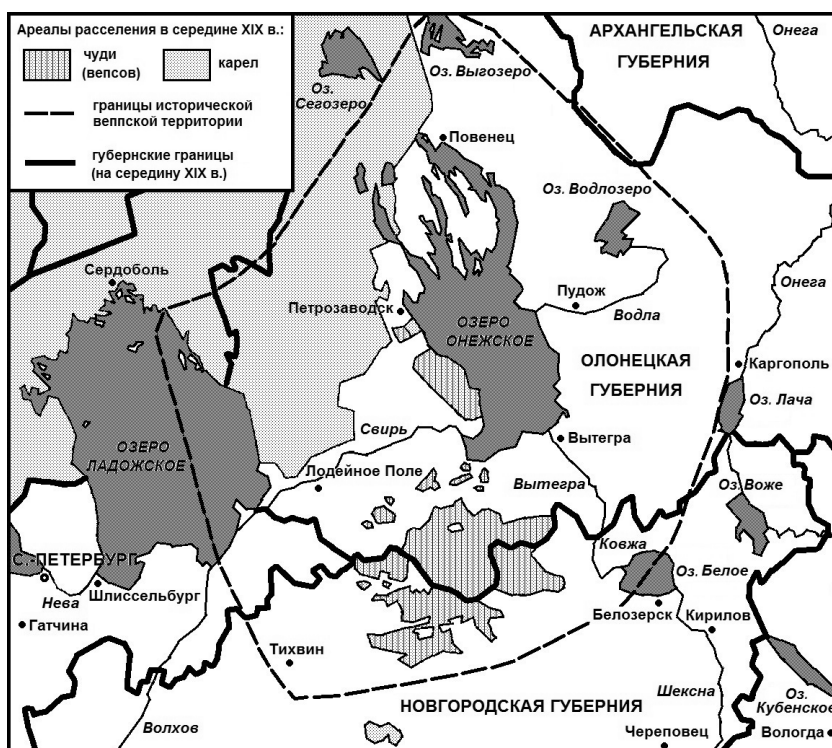 Ареалы расселения в середине XIX в.:
чуди
(вепсов)
карел
границы исторической
веппской территории
губернские границы
(на середину XIX в.)
АРХАНГЕЛЬСКАЯ
ГУБЕРНИЯ
Онега
Оз. Выгозеро
Оз.
Сегозеро
Повенец
Оз. Водлозеро
Сердоболь
Петрозаводск
Пудож
Водла
Онега
ОЗЕРО
ОНЕЖСКОЕ
ОЛОНЕЦКАЯ
ГУБЕРНИЯ
Каргополь
Оз. Лача
Свирь
Вытегра
ОЗЕРО
ЛАДОЖСКОЕ
Лодейное Поле
Вытегра
Оз. Воже
С.-ПЕТЕРБУРГ
Нева
Шлиссельбург
Ковжа
Оз. Белое
Гатчина
Белозерск
Кирилов
Тихвин
Шексна
НОВГОРОДСКАЯ ГУБЕРНИЯ
Оз.
Кубенское
Волхов
Череповец
Вологда